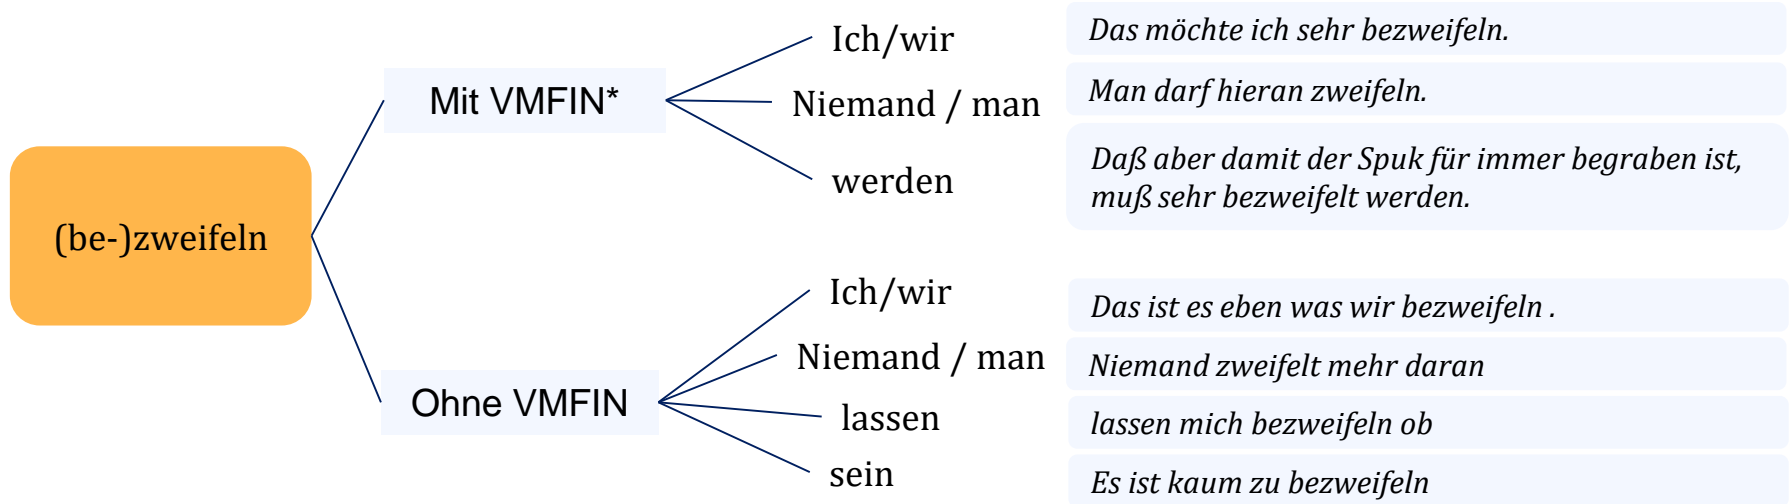 (be-)zweifeln
Mit VMFIN*
Ich/wir
Das möchte ich sehr bezweifeln.
Niemand / man
Man darf hieran zweifeln.
werden
Daß aber damit der Spuk für immer begraben ist,
muß sehr bezweifelt werden.
Ohne VMFIN
Ich/wir
Das ist es eben was wir bezweifeln .
Niemand / man
Niemand zweifelt mehr daran
lassen
lassen mich bezweifeln ob
sein
Es ist kaum zu bezweifeln